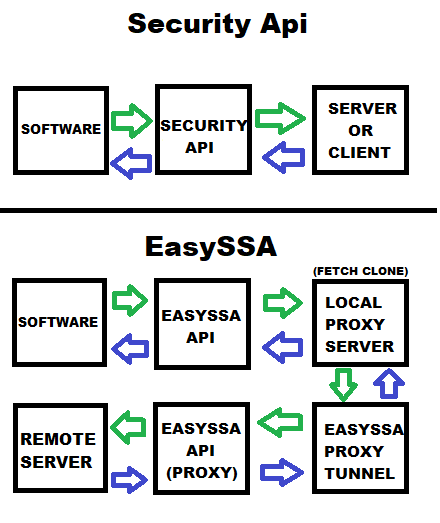 Security Api
SOFTWARE
SECURITY
API
SERVER
OR
CLIENT
EasySSA
SOFTWARE
EASYSSA
API
(FETCH CLONE)
LOCAL
PROXY
SERVER
REMOTE
SERVER
EASYSSA
API
(PROXY)
EASYSSA
PROXY
TUNNEL